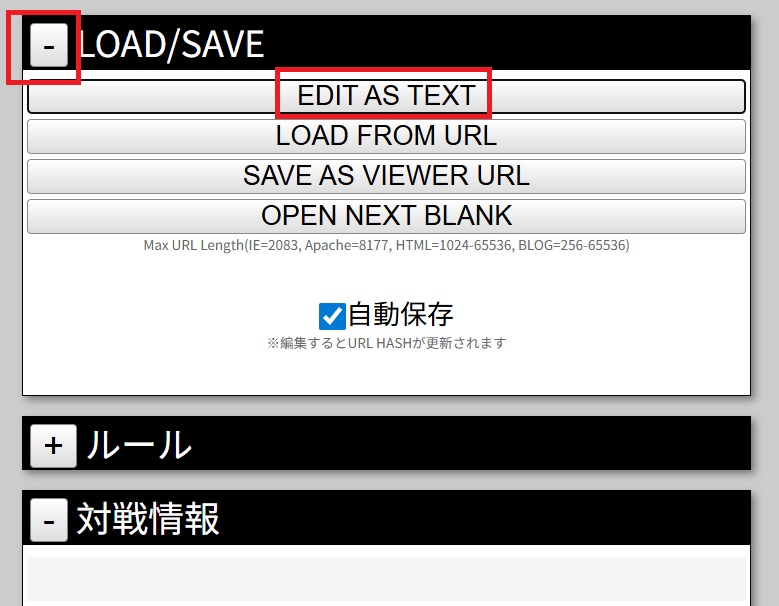 - LOAD/SAVE
EDIT AS TEXT
LOAD FROM URL
SAVE AS VIEWER URL
OPEN NEXT BLANK
Max URL Length(IE=2083, Apache=8177, HTML=1024-65536, BLOG=256-65536)
自動保存
※編集するとURL HASHが更新されます
+ ルール
- 対戦情報